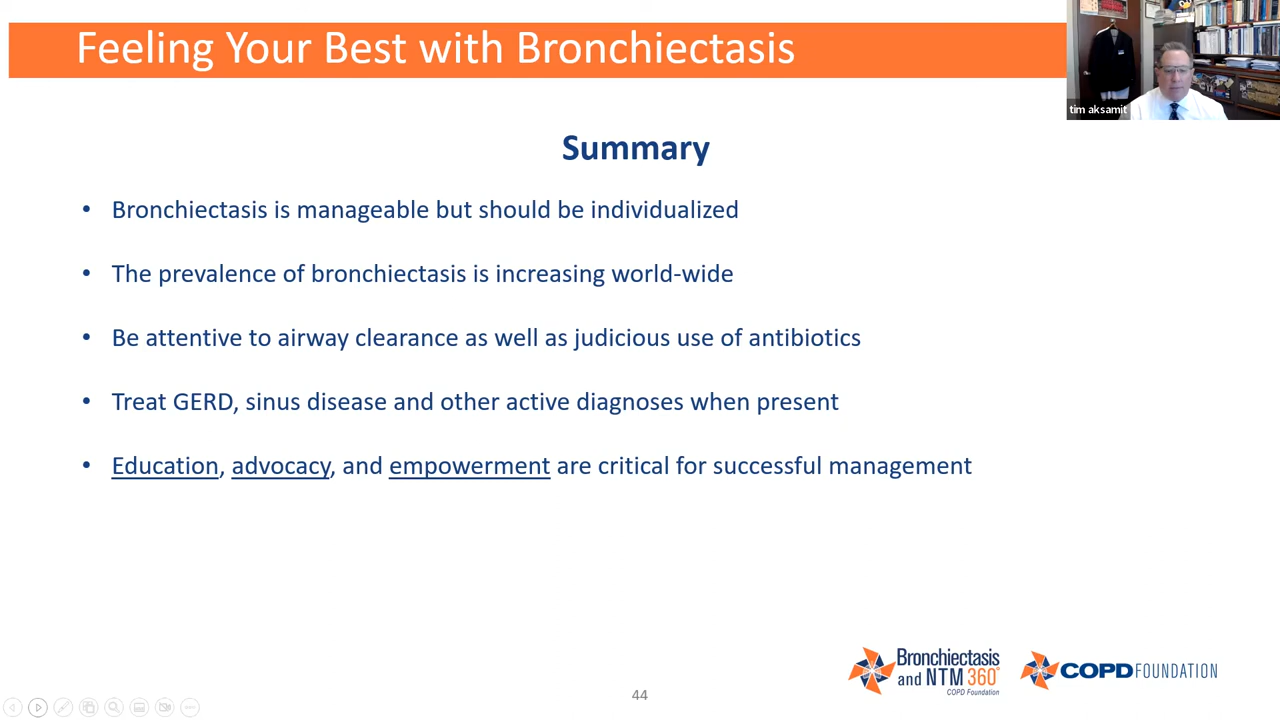 Feeling Your Best with Bronchiectasis
tim aksamit
Summary
• Bronchiectasis is manageable but should be individualized
• The prevalence of bronchiectasis is increasing world-wide
• Be attentive to airway clearance as well as judicious use of antibiotics
• Treat GERD, sinus disease and other active diagnoses when present
• Education, advocacy, and empowerment are critical for successful management
Bronchiectasis
and NTM 360°
COPD Foundation
COPD FOUNDATION
44